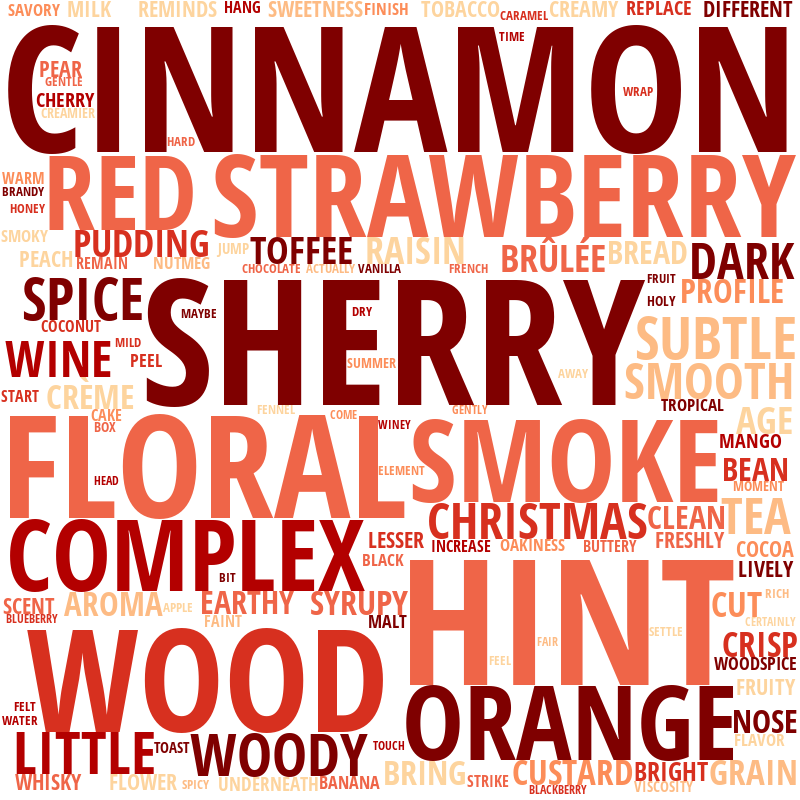 SAVORY MILK REMINDS HANG SWEETNESS FINISH TOBACCO CARAMEL CREAMY REPLACE DIFFERENT
TIME
CINNAMON
PEAR
GENTLE
CHERRY
CREAMIER
WRAP
HARD
RED STRAWBERRY
WARM
BRANDY
HONEY
SMOKY
PUDDING
JUMP
TOFFEE
RAISIN
BRÛLÉE
BREAD
DARK
PEACH
REMAIN
NUTMEG
CHOCOLATE
ACTUALLY
VANILLA
FRENCH
SPICE
SHERRY
FRUIT
PROFILE
HOLY
COCONUT
MAYBE
DRY
WINE
MILD
PEEL
SUMMER
AWAY
SUBTLE
SMOOTH
START
CRÈME
TROPICAL
CAKE
BOX
FENNEL
COME
WINEY
GENTLY
AGE
FLORAL
SMOKE
MANGO
BEAN
MOMENT
ELEMENT
HEAD
CHRISTMAS
CLEAN
TEA
COMPLEX
LESSER
INCREASE
OAKINESS
BUTTERY
FRESHLY
COCOA
BLACK
LIVELY
BIT
HINT
SCENT
BLUEBERRY
AROMA
APPLE
EARTHY
FAINT
SYRUPY
MALT
CUT
RICH
CERTAINLY
WOOD
SETTLE
FAIR
FEEL
CRISP
WOODSPICE
FRUITY
ORANGE
NOSE
FLAVOR
FELT
WATER
LITTLE
TOAST
WOODY
TOUCH
WHISKY
FLOWER
SPICY
UNDERNEATH
BANANA
BRING
STRIKE
CUSTARD
BLACKBERRY
BRIGHT
VISCOSITY
GRAIN